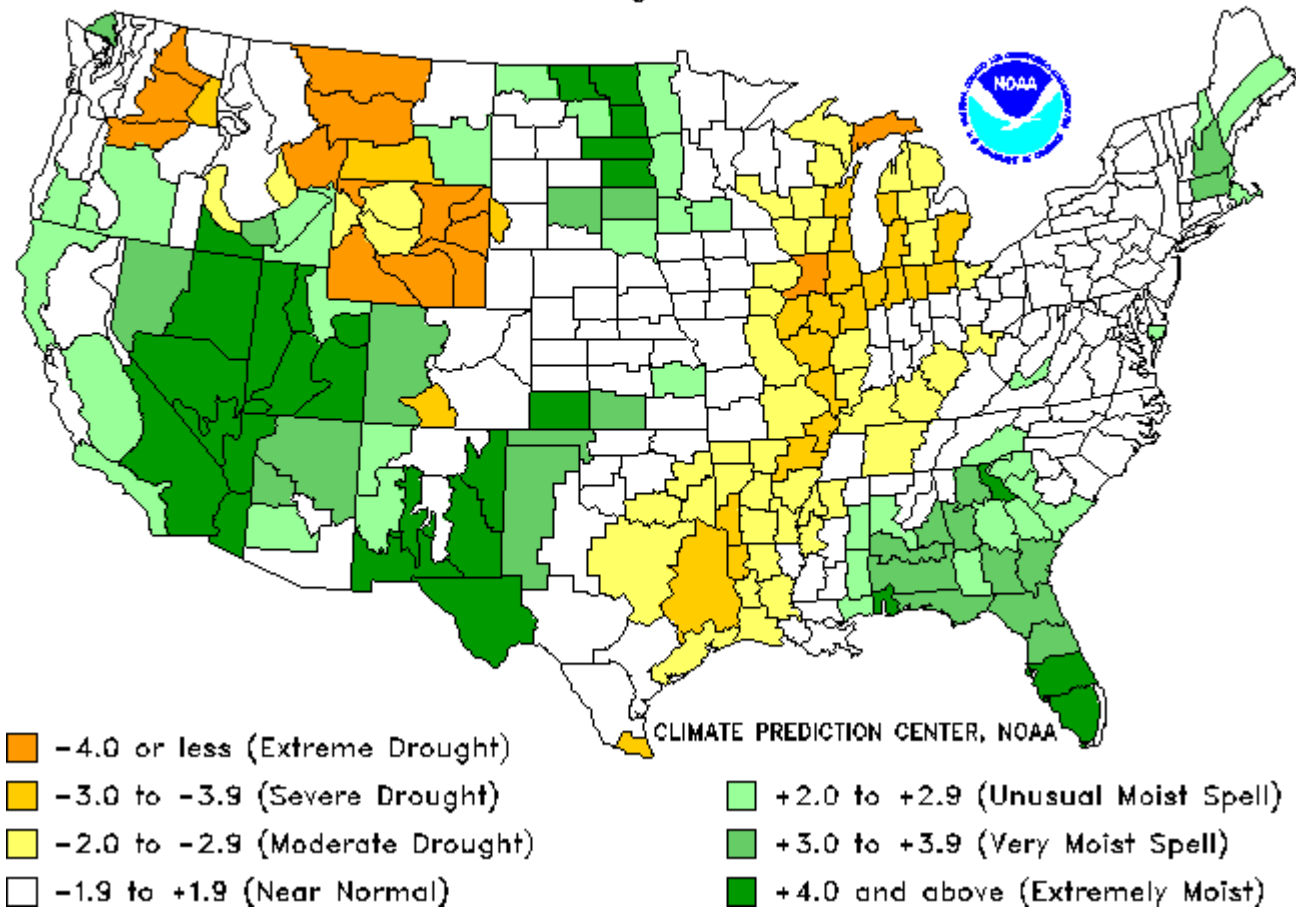 NOAA
CLIMATE PREDICTION CENTER, NOAA
-4.0 or less (Extreme Drought)
-3.0 to -3.9 (Severe Drought)
-2.0 to -2.9 (Moderate Drought)
-1.9 to +1.9 (Near Normal)
+2.0 to +2.9 (Unusual Moist Spell)
+3.0 to +3.9 (Very Moist Spell)
+4.0 and above (Extremely Moist)